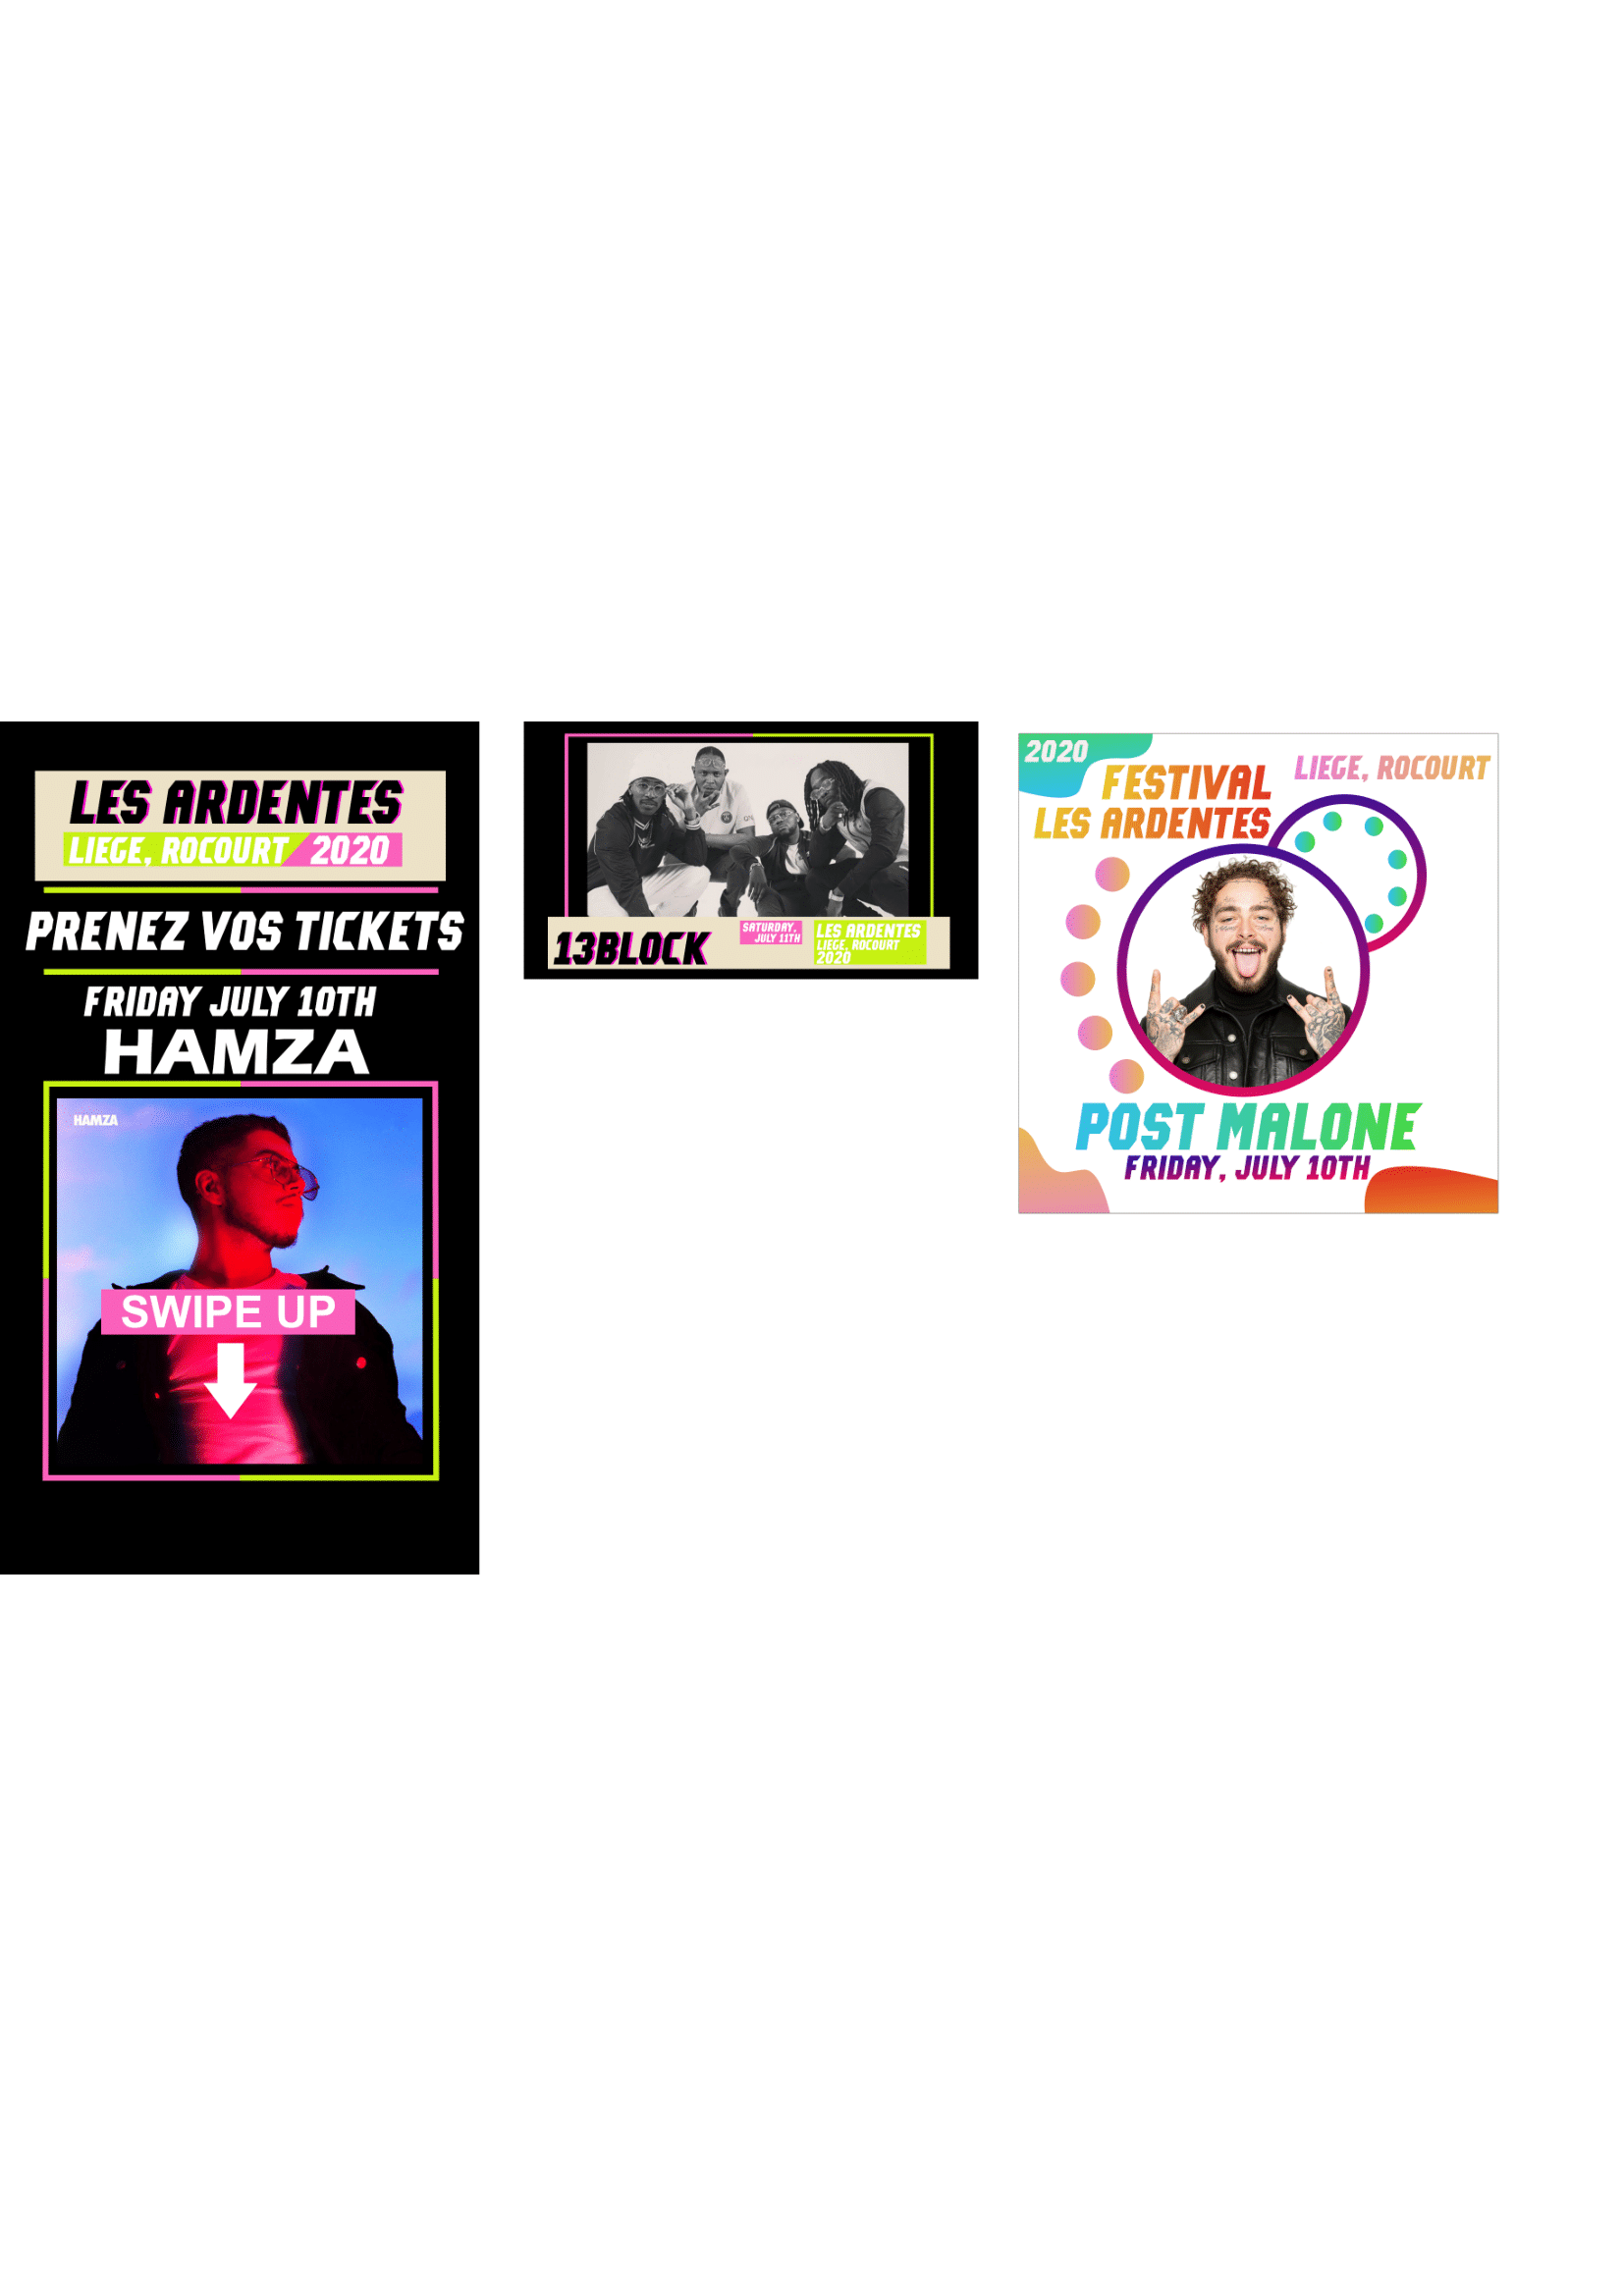 LES ARDENTES
LIEGE, ROCOURT 2020
PRENEZ VOS TICKETS
FRIDAY JULY 10TH
HAMZA
HAMZA
SWIPE UP
13BLOCK
SATURDAY,
JULY 11TH
LES ARDENTES
LIEGE, ROCOURT
2020
2020
LIEGE, ROCOURT
FESTIVAL
LES ARDENTES
POST MALONE
FRIDAY, JULY 10TH